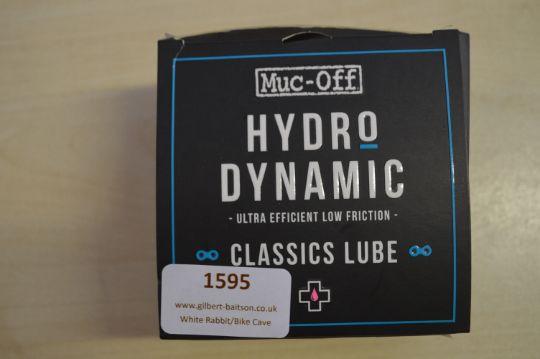 Muc-Off
HYDRO
DYNAMIC
- ULTRA EFFICIENT LOW FRICTION -
CLASSICS LUBE
1595
www.gilbert-baitson.co.uk
White Rabbit/Bike Cave